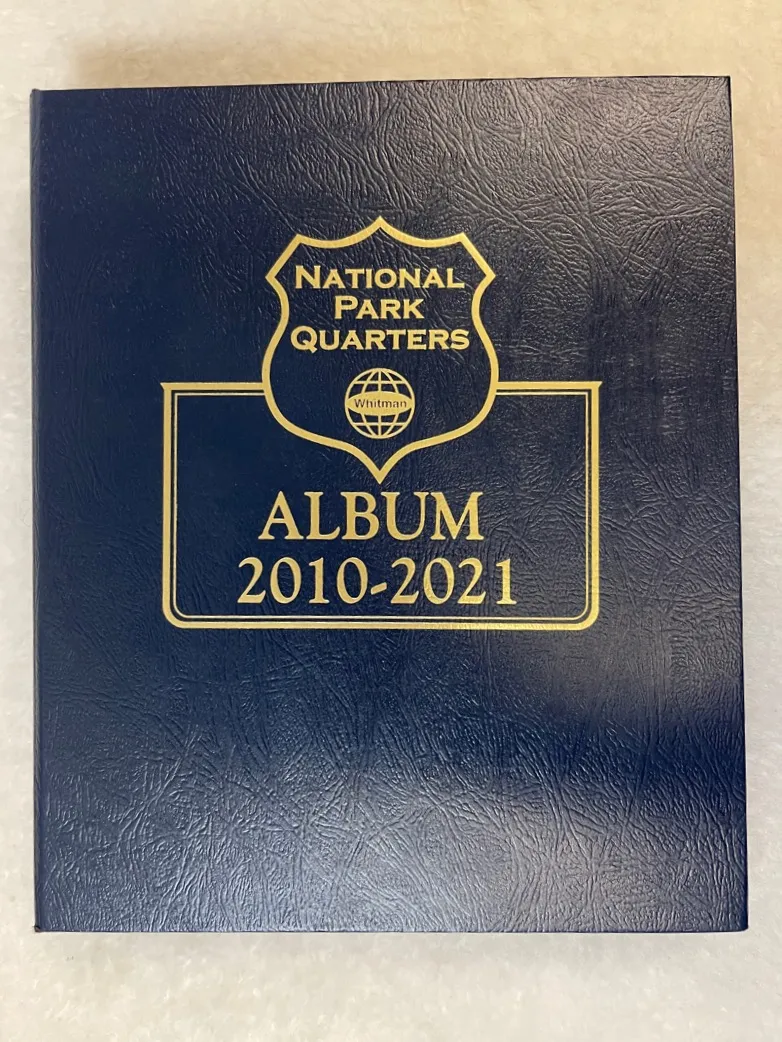 NATIONAL
PARK
QUARTERS
Whitman
ALBUM
2010-2021